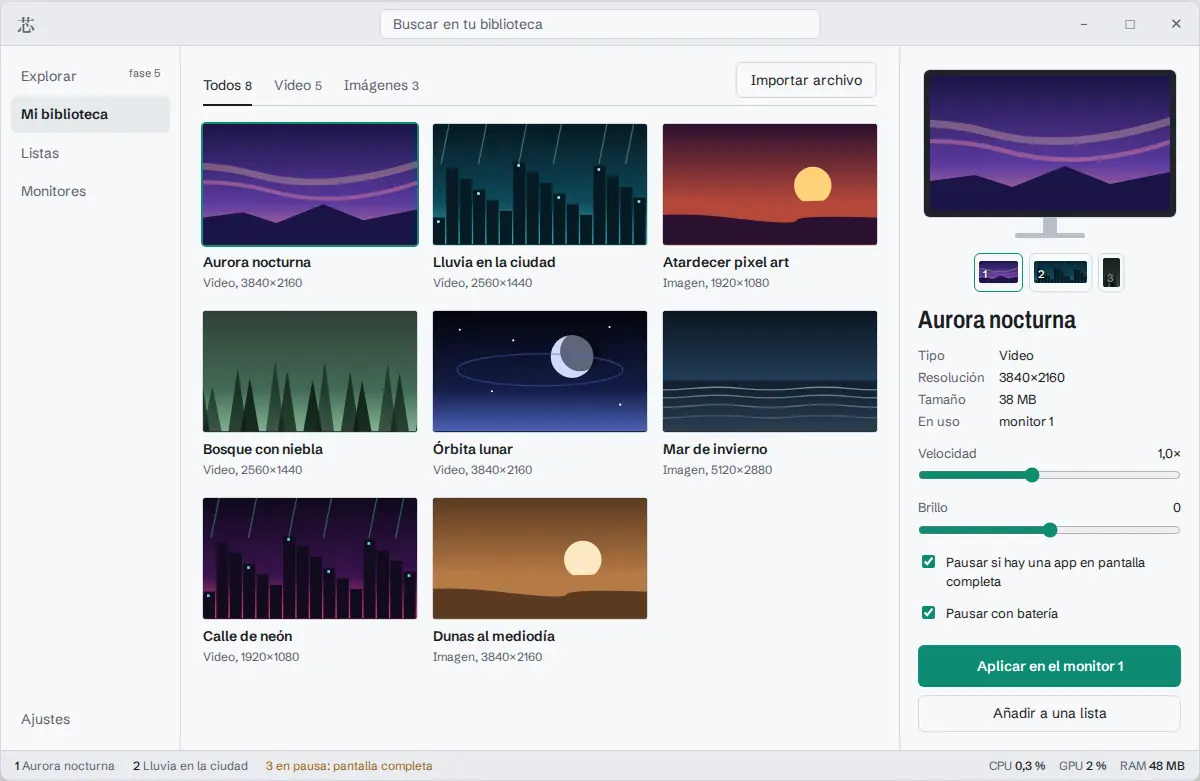 芯
Buscar en tu biblioteca
Explorar fase 5
Mi biblioteca
Listas
Monitores
Ajustes
Todos 8 Video 5 Imágenes 3
Importar archivo
Aurora nocturna
Video, 3840×2160
Lluvia en la ciudad
Video, 2560×1440
Atardecer pixel art
Imagen, 1920×1080
Bosque con niebla
Video, 2560×1440
Órbita lunar
Video, 3840×2160
Mar de invierno
Imagen, 5120×2880
Calle de neón
Video, 1920×1080
Dunas al mediodía
Imagen, 3840×2160
1 2 3
Aurora nocturna
Tipo Video
Resolución 3840×2160
Tamaño 38 MB
En uso monitor 1
Velocidad 1,0×
Brillo 0
Pausar si hay una app en pantalla
completa
Pausar con batería
Aplicar en el monitor 1
Añadir a una lista
1 Aurora nocturna 2 Lluvia en la ciudad 3 en pausa: pantalla completa
CPU 0,3 % GPU 2 % RAM 48 MB